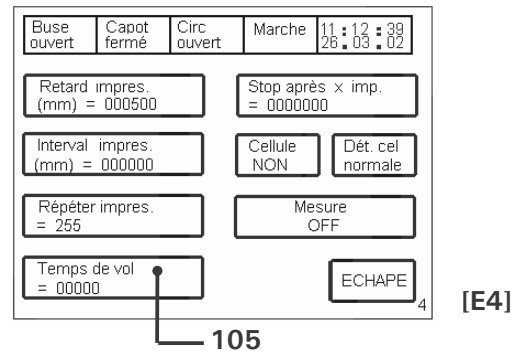 Buse ouvert
Capot fermé
Circ ouvert
Marche
11:12:39
26.03.02
Retard impres.
(mm) = 000500
Stop après x imp.
= 0000000
Interval impres.
(mm) = 000000
Cellule
NON
Dét. cel
normale
Répéter impres.
= 255
Mesure
OFF
Temps de vol
= 00000
ECHAPE
4
[E4]
105